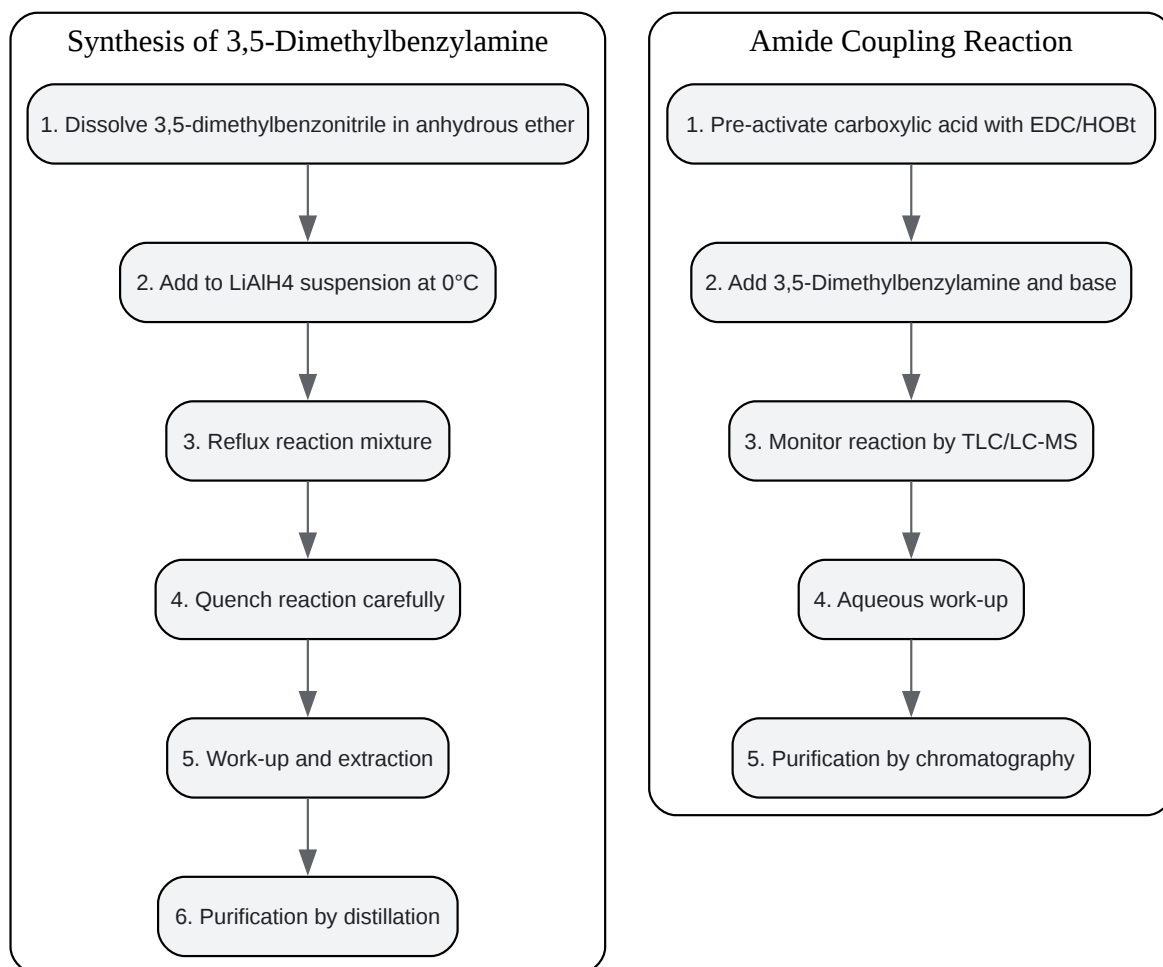 Synthesis of 3,5-Dimethylbenzylamine
1. Dissolve 3,5-dimethylbenzonitrile in anhydrous ether
2. Add to LiAlH4 suspension at 0°C
3. Reflux reaction mixture
4. Quench reaction carefully
5. Work-up and extraction
6. Purification by distillation
Amide Coupling Reaction
1. Pre-activate carboxylic acid with EDC/HOBt
2. Add 3,5-Dimethylbenzylamine and base
3. Monitor reaction by TLC/LC-MS
4. Aqueous work-up
5. Purification by chromatography